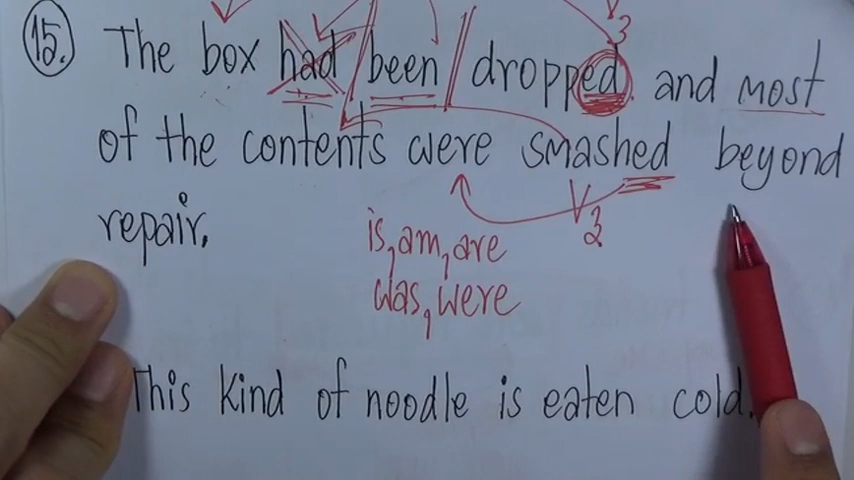 3
15. The box had been dropped and most
of the contents were smashed beyond
V3
repair.
is, am, are
was, were
This kind of noodle is eaten cold.